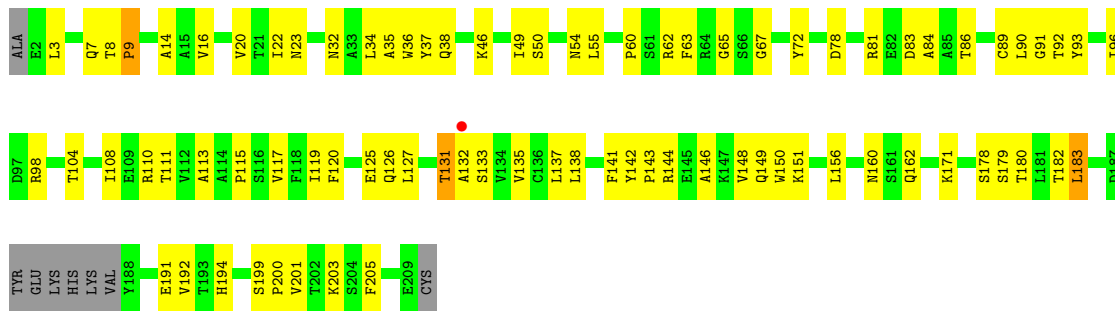 ALA E2 L3 Q7 T8 P9 A14 A15 V16 V20 T21 I22 N23 N32 A33 L34 A35 W36 Y37 Q38 K46 I49 S50 N54 L55 P60 S61 R62 F63 R64 G65 S66 G67 Y72 D78 R81 E82 D83 A84 A85 T86 C89 L90 G91 T92 Y93
D97 R98 T104 I108 E109 R110 T111 V112 A113 A114 P115 S116 V117 F118 I119 F120 E125 Q126 L127 T131 A132 S133 V134 V135 C136 L137 L138 F141 Y142 P143 R144 E145 A146 K147 V148 Q149 W150 K151 L156 N160 S161 Q162 K171 S178 S179 T180 L181 T182 L183
TYR GLU LYS HIS LYS VAL Y188 E191 V192 T193 H194 S199 P200 V201 T202 K203 S204 F205 E209 CYS